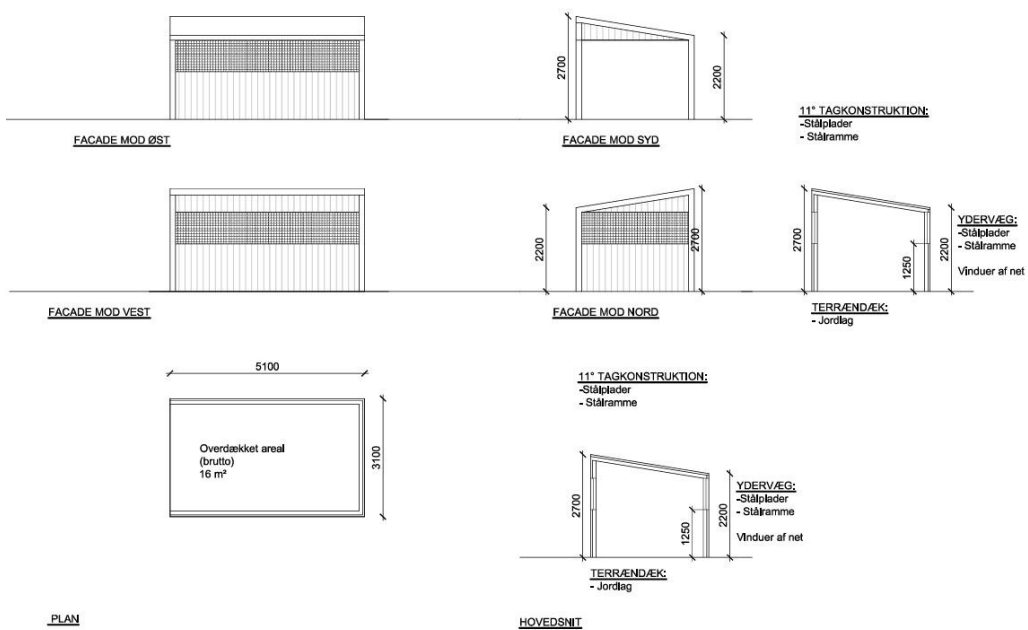 2700
2200
FACADE MOD ØST
FACADE MOD SYD
11° TAGKONSTRUKTION:
-Stålplader
- Stålramme
2200
2700
2700
1250
2200
YDERVÆG:
-Stålplader
- Stålramme
Vinduer af net
FACADE MOD VEST
FACADE MOD NORD
TERRÆNDÆK:
- Jordlag
5100
3100
Overdækket areal
(brutto)
16 m²
11° TAGKONSTRUKTION:
-Stålplader
- Stålramme
2700
1250
2200
YDERVÆG:
-Stålplader
- Stålramme
Vinduer af net
TERRÆNDÆK:
- Jordlag
PLAN
HOVEDSNIT